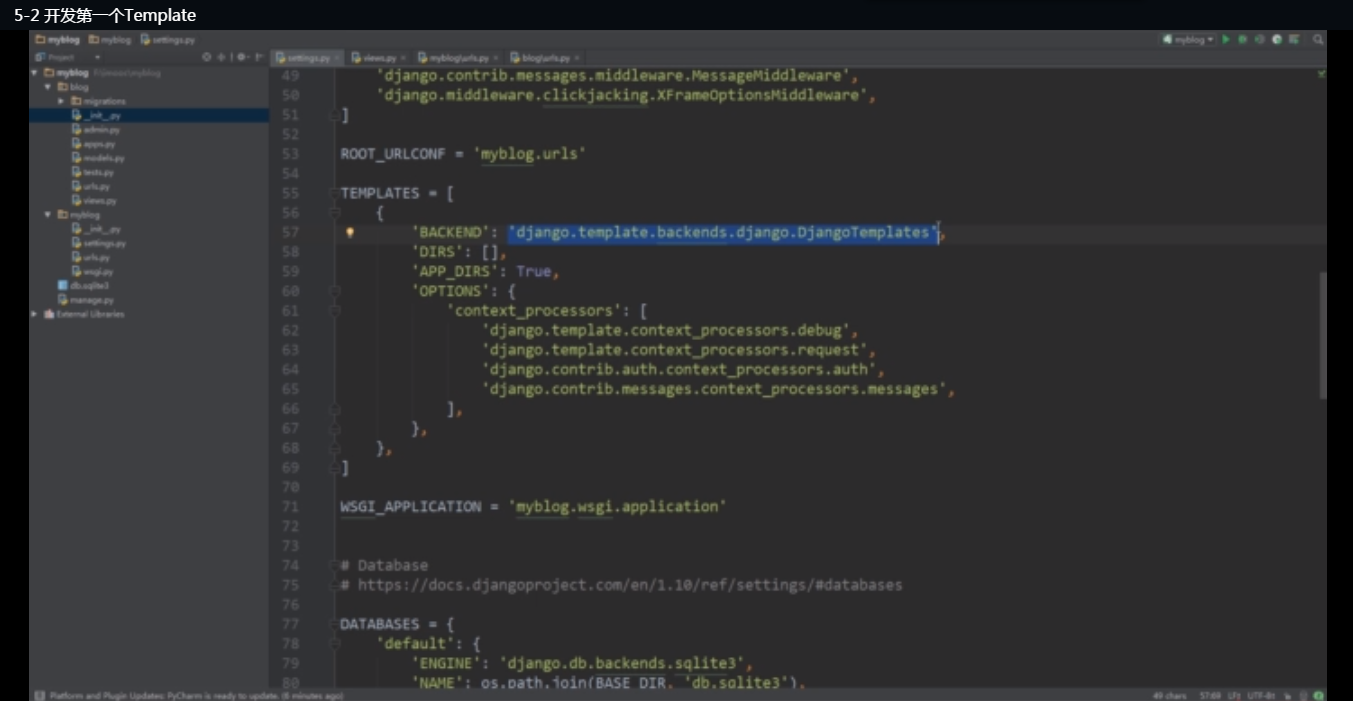 5-2 开发第一个Template
myblog myblog settings.py
myblog
Project
settings.py views.py myblog\urls.py blog\urls.py
myblog
blog
migrations
__init__.py
admin.py
apps.py
models.py
tests.py
urls.py
views.py
myblog
__init__.py
settings.py
urls.py
wsgi.py
db.sqlite3
manage.py
External Libraries
49 'django.contrib.messages.middleware.MessageMiddleware',
50 'django.middleware.clickjacking.XFrameOptionsMiddleware',
51 ]
52
53 ROOT_URLCONF = 'myblog.urls'
54
55 TEMPLATES = [
56 {
57 'BACKEND': 'django.template.backends.django.DjangoTemplates',
58 'DIRS': [],
59 'APP_DIRS': True,
60 'OPTIONS': {
61 'context_processors': [
62 'django.template.context_processors.debug',
63 'django.template.context_processors.request',
64 'django.contrib.auth.context_processors.auth',
65 'django.contrib.messages.context_processors.messages',
66 ],
67 },
68 },
69 ]
70
71 WSGI_APPLICATION = 'myblog.wsgi.application'
72
73
74 # Database
75 # https://docs.djangoproject.com/en/1.10/ref/settings/#databases
76
77 DATABASES = {
78 'default': {
79 'ENGINE': 'django.db.backends.sqlite3',
80 'NAME': os.path.join(BASE_DIR, 'db.sqlite3'),
Platform and Plugin Updates: PyCharm is ready to update. (6 minutes ago)
49 chars 57:69 UTF-8